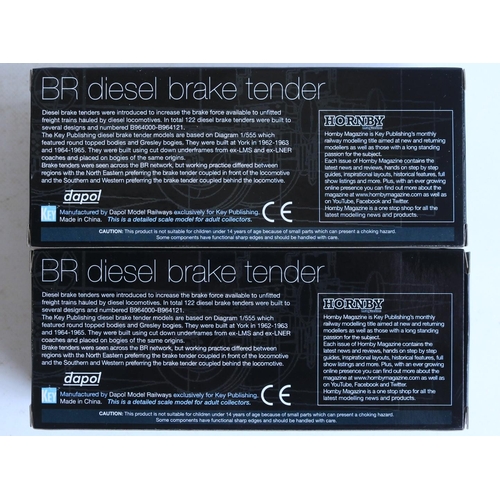 BR diesel brake tender
Diesel brake tenders were introduced to increase the brake force available to unfitted
freight trains hauled by diesel locomotives. In total 122 diesel brake tenders were built to
several designs and numbered B964000-B964121.
The Key Publishing diesel brake tender models are based on Diagram 1/555 which
featured round topped bodies and Gresley bogies. They were built at York in 1962-1963
and 1964-1965. They were built using cut down underframes from ex-LMS and ex-LNER
coaches and placed on bogies of the same origins.
Brake tenders were seen across the BR network, but working practice differed between
regions with the North Eastern preferring the brake tender coupled in front of the locomotive
and the Southern and Western preferring the brake tender coupled behind the locomotive.
HORNBY
magazine
Hornby Magazine is Key Publishing's monthly
railway modelling title aimed at new and returning
modellers as well as those with a long standing
passion for the subject.
Each issue of Hornby Magazine contains the
latest news and reviews, hands on step by step
guides, inspirational layouts, historical features, full
show listings and more. Plus, with an ever growing
online presence you can find out more about the
magazine at www.hornbymagazine.com as well as
on YouTube, Facebook and Twitter.
Hornby Magazine is a one stop shop for all the
latest modelling news and products.
dapol
Manufactured by Dapol Model Railways exclusively for Key Publishing.
Made in China. This is a detailed scale model for adult collectors.
CE
CAUTION: This product is not suitable for children under 14 years of age because of small parts which can present a choking hazard.
Some components have functional sharp edges and should be handled with care.
BR diesel brake tender
Diesel brake tenders were introduced to increase the brake force available to unfitted
freight trains hauled by diesel locomotives. In total 122 diesel brake tenders were built to
several designs and numbered B964000-B964121.
The Key Publishing diesel brake tender models are based on Diagram 1/555 which
featured round topped bodies and Gresley bogies. They were built at York in 1962-1963
and 1964-1965. They were built using cut down underframes from ex-LMS and ex-LNER
coaches and placed on bogies of the same origins.
Brake tenders were seen across the BR network, but working practice differed between
regions with the North Eastern preferring the brake tender coupled in front of the locomotive
and the Southern and Western preferring the brake tender coupled behind the locomotive.
HORNBY
magazine
Hornby Magazine is Key Publishing's monthly
railway modelling title aimed at new and returning
modellers as well as those with a long standing
passion for the subject.
Each issue of Hornby Magazine contains the
latest news and reviews, hands on step by step
guides, inspirational layouts, historical features, full
show listings and more. Plus, with an ever growing
online presence you can find out more about the
magazine at www.hornbymagazine.com as well as
on YouTube, Facebook and Twitter.
Hornby Magazine is a one stop shop for all the
latest modelling news and products.
dapol
Manufactured by Dapol Model Railways exclusively for Key Publishing.
Made in China. This is a detailed scale model for adult collectors.
CE
CAUTION: This product is not suitable for children under 14 years of age because of small parts which can present a choking hazard.
Some components have functional sharp edges and should be handled with care.